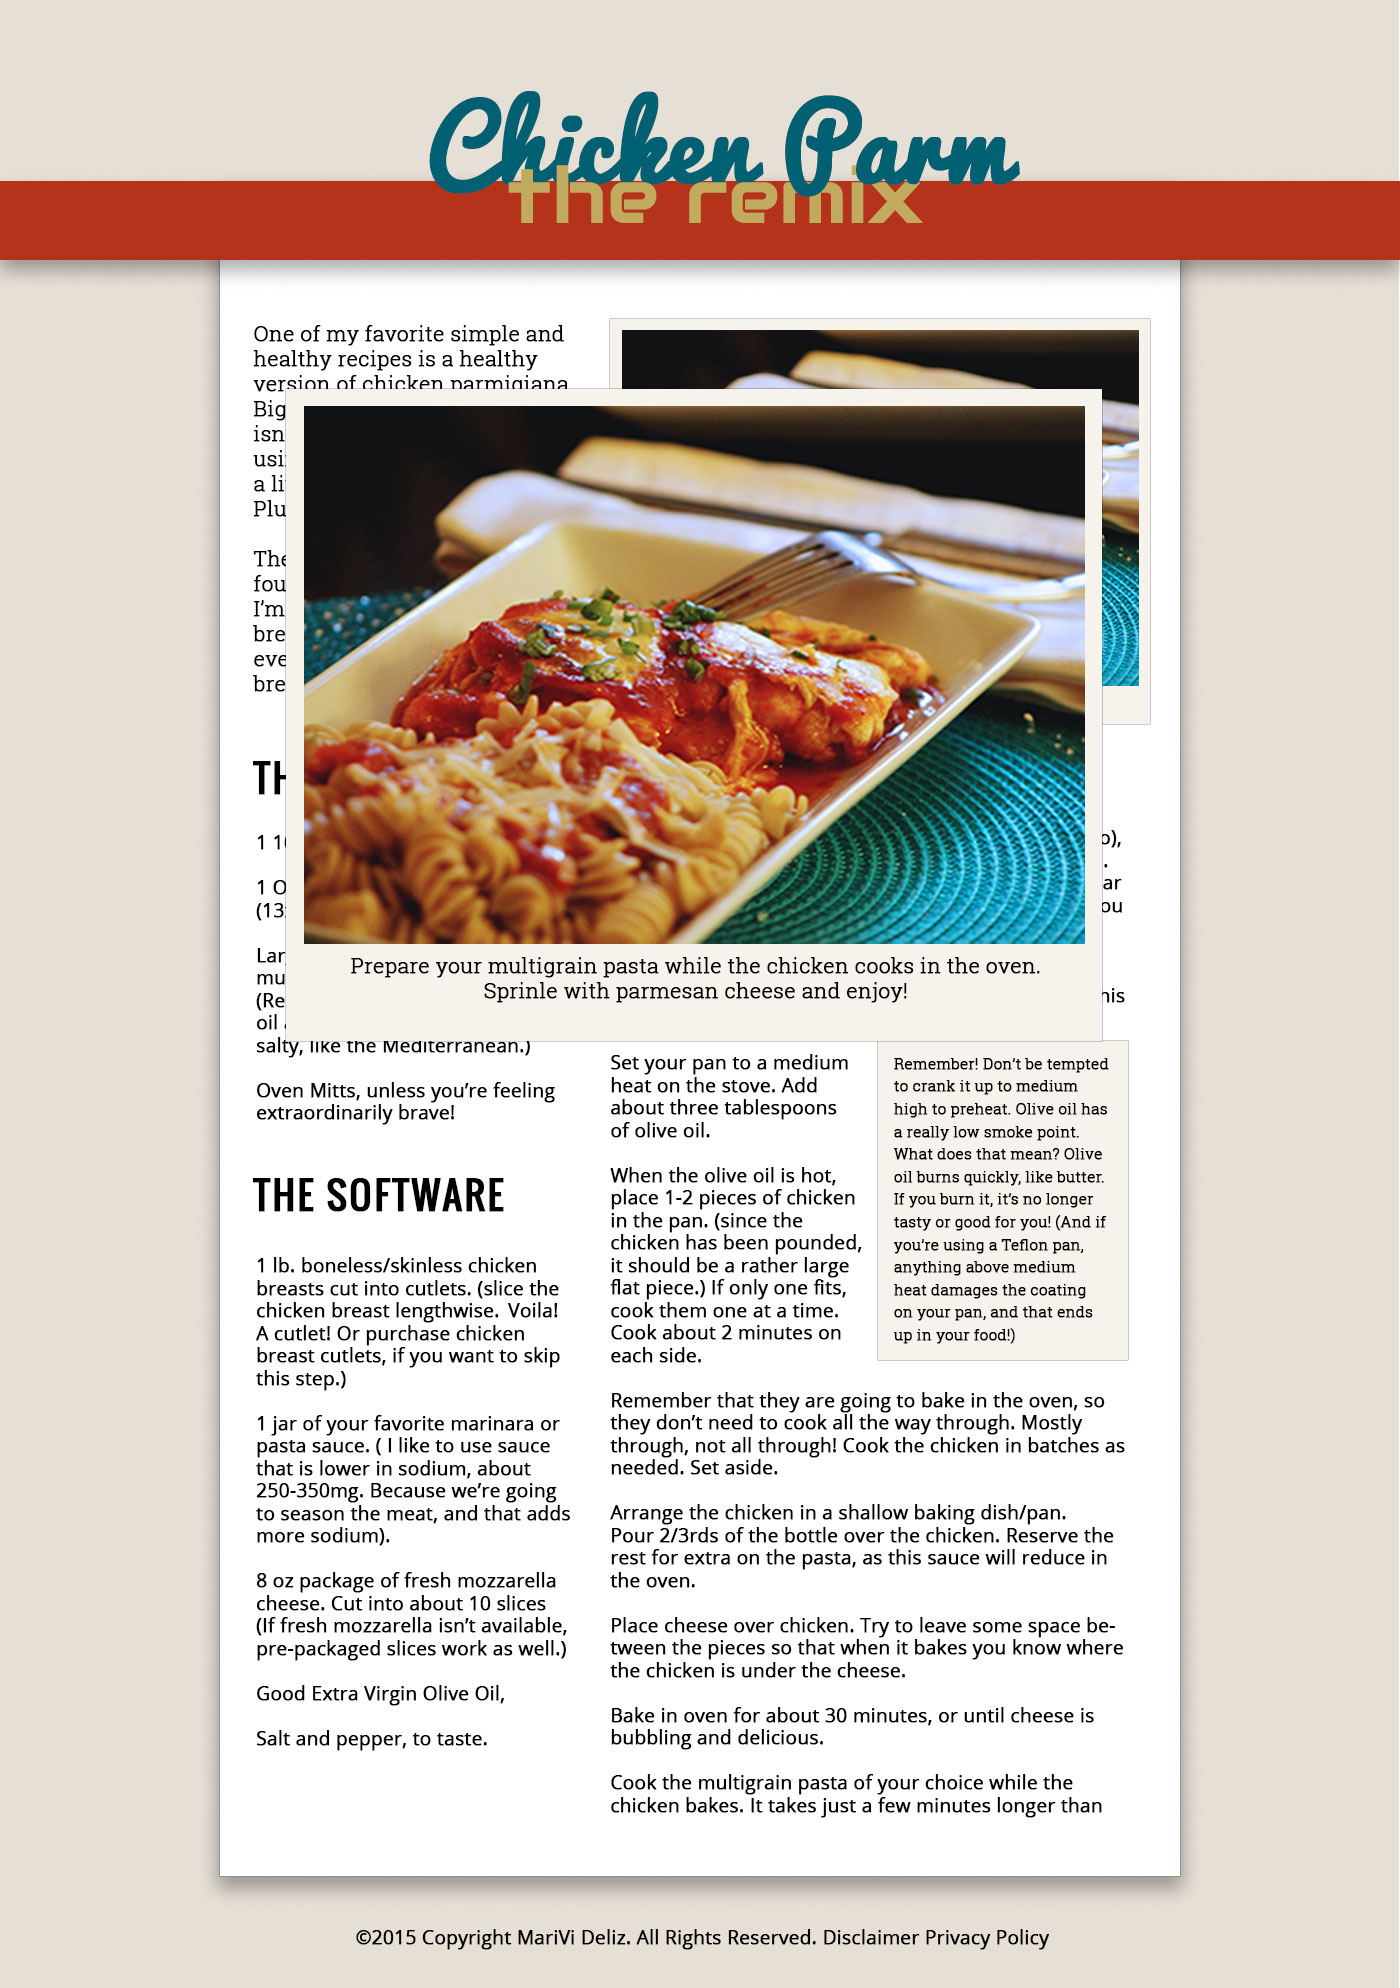 Chicken Parm
the remix
One of my favorite simple and
healthy recipes is a healthy
version of chicken parmigiana.
Big
isn
a li
Plu
The
fou
I'm
bre
eve
bre
1
1 O
(Re
oil
salty, like the Mediterranean.)
Oven Mitts, unless you're feeling
extraordinarily brave!
THE SOFTWARE
1 lb. boneless/skinless chicken
breasts cut into cutlets. (slice the
chicken breast lengthwise. Voila!
A cutlet! Or purchase chicken
breast cutlets, if you want to skip
this step.)
1 jar of your favorite marinara or
pasta sauce. ( I like to use sauce
that is lower in sodium, about
250-350mg. Because we're going
to season the meat, and that adds
more sodium).
8 oz package of fresh mozzarella
cheese. Cut into about 10 slices
(If fresh mozzarella isn't available,
pre-packaged slices work as well.)
Good Extra Virgin Olive Oil,
Salt and pepper, to taste.
Prepare your multigrain pasta while the chicken cooks in the oven.
Sprinle with parmesan cheese and enjoy!
o),
.
ar
ou
his
Set your pan to a medium
heat on the stove. Add
about three tablespoons
of olive oil.
When the olive oil is hot,
place 1-2 pieces of chicken
in the pan. (since the
chicken has been pounded,
it should be a rather large
flat piece.) If only one fits,
cook them one at a time.
Cook about 2 minutes on
each side.
Remember! Don't be tempted
to crank it up to medium
high to preheat. Olive oil has
a really low smoke point.
What does that mean? Olive
oil burns quickly, like butter.
If you burn it, it's no longer
tasty or good for you! (And if
you're using a Teflon pan,
anything above medium
heat damages the coating
on your pan, and that ends
up in your food!)
Remember that they are going to bake in the oven, so
they don't need to cook all the way through. Mostly
through, not all through! Cook the chicken in batches as
needed. Set aside.
Arrange the chicken in a shallow baking dish/pan.
Pour 2/3rds of the bottle over the chicken. Reserve the
rest for extra on the pasta, as this sauce will reduce in
the oven.
Place cheese over chicken. Try to leave some space be-
tween the pieces so that when it bakes you know where
the chicken is under the cheese.
Bake in oven for about 30 minutes, or until cheese is
bubbling and delicious.
Cook the multigrain pasta of your choice while the
chicken bakes. It takes just a few minutes longer than
©2015 Copyright MariVi Deliz. All Rights Reserved. Disclaimer Privacy Policy